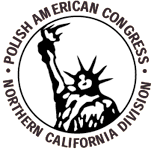 • POLISH AMERICAN CONGRESS •
NORTHERN CALIFORNIA DIVISION